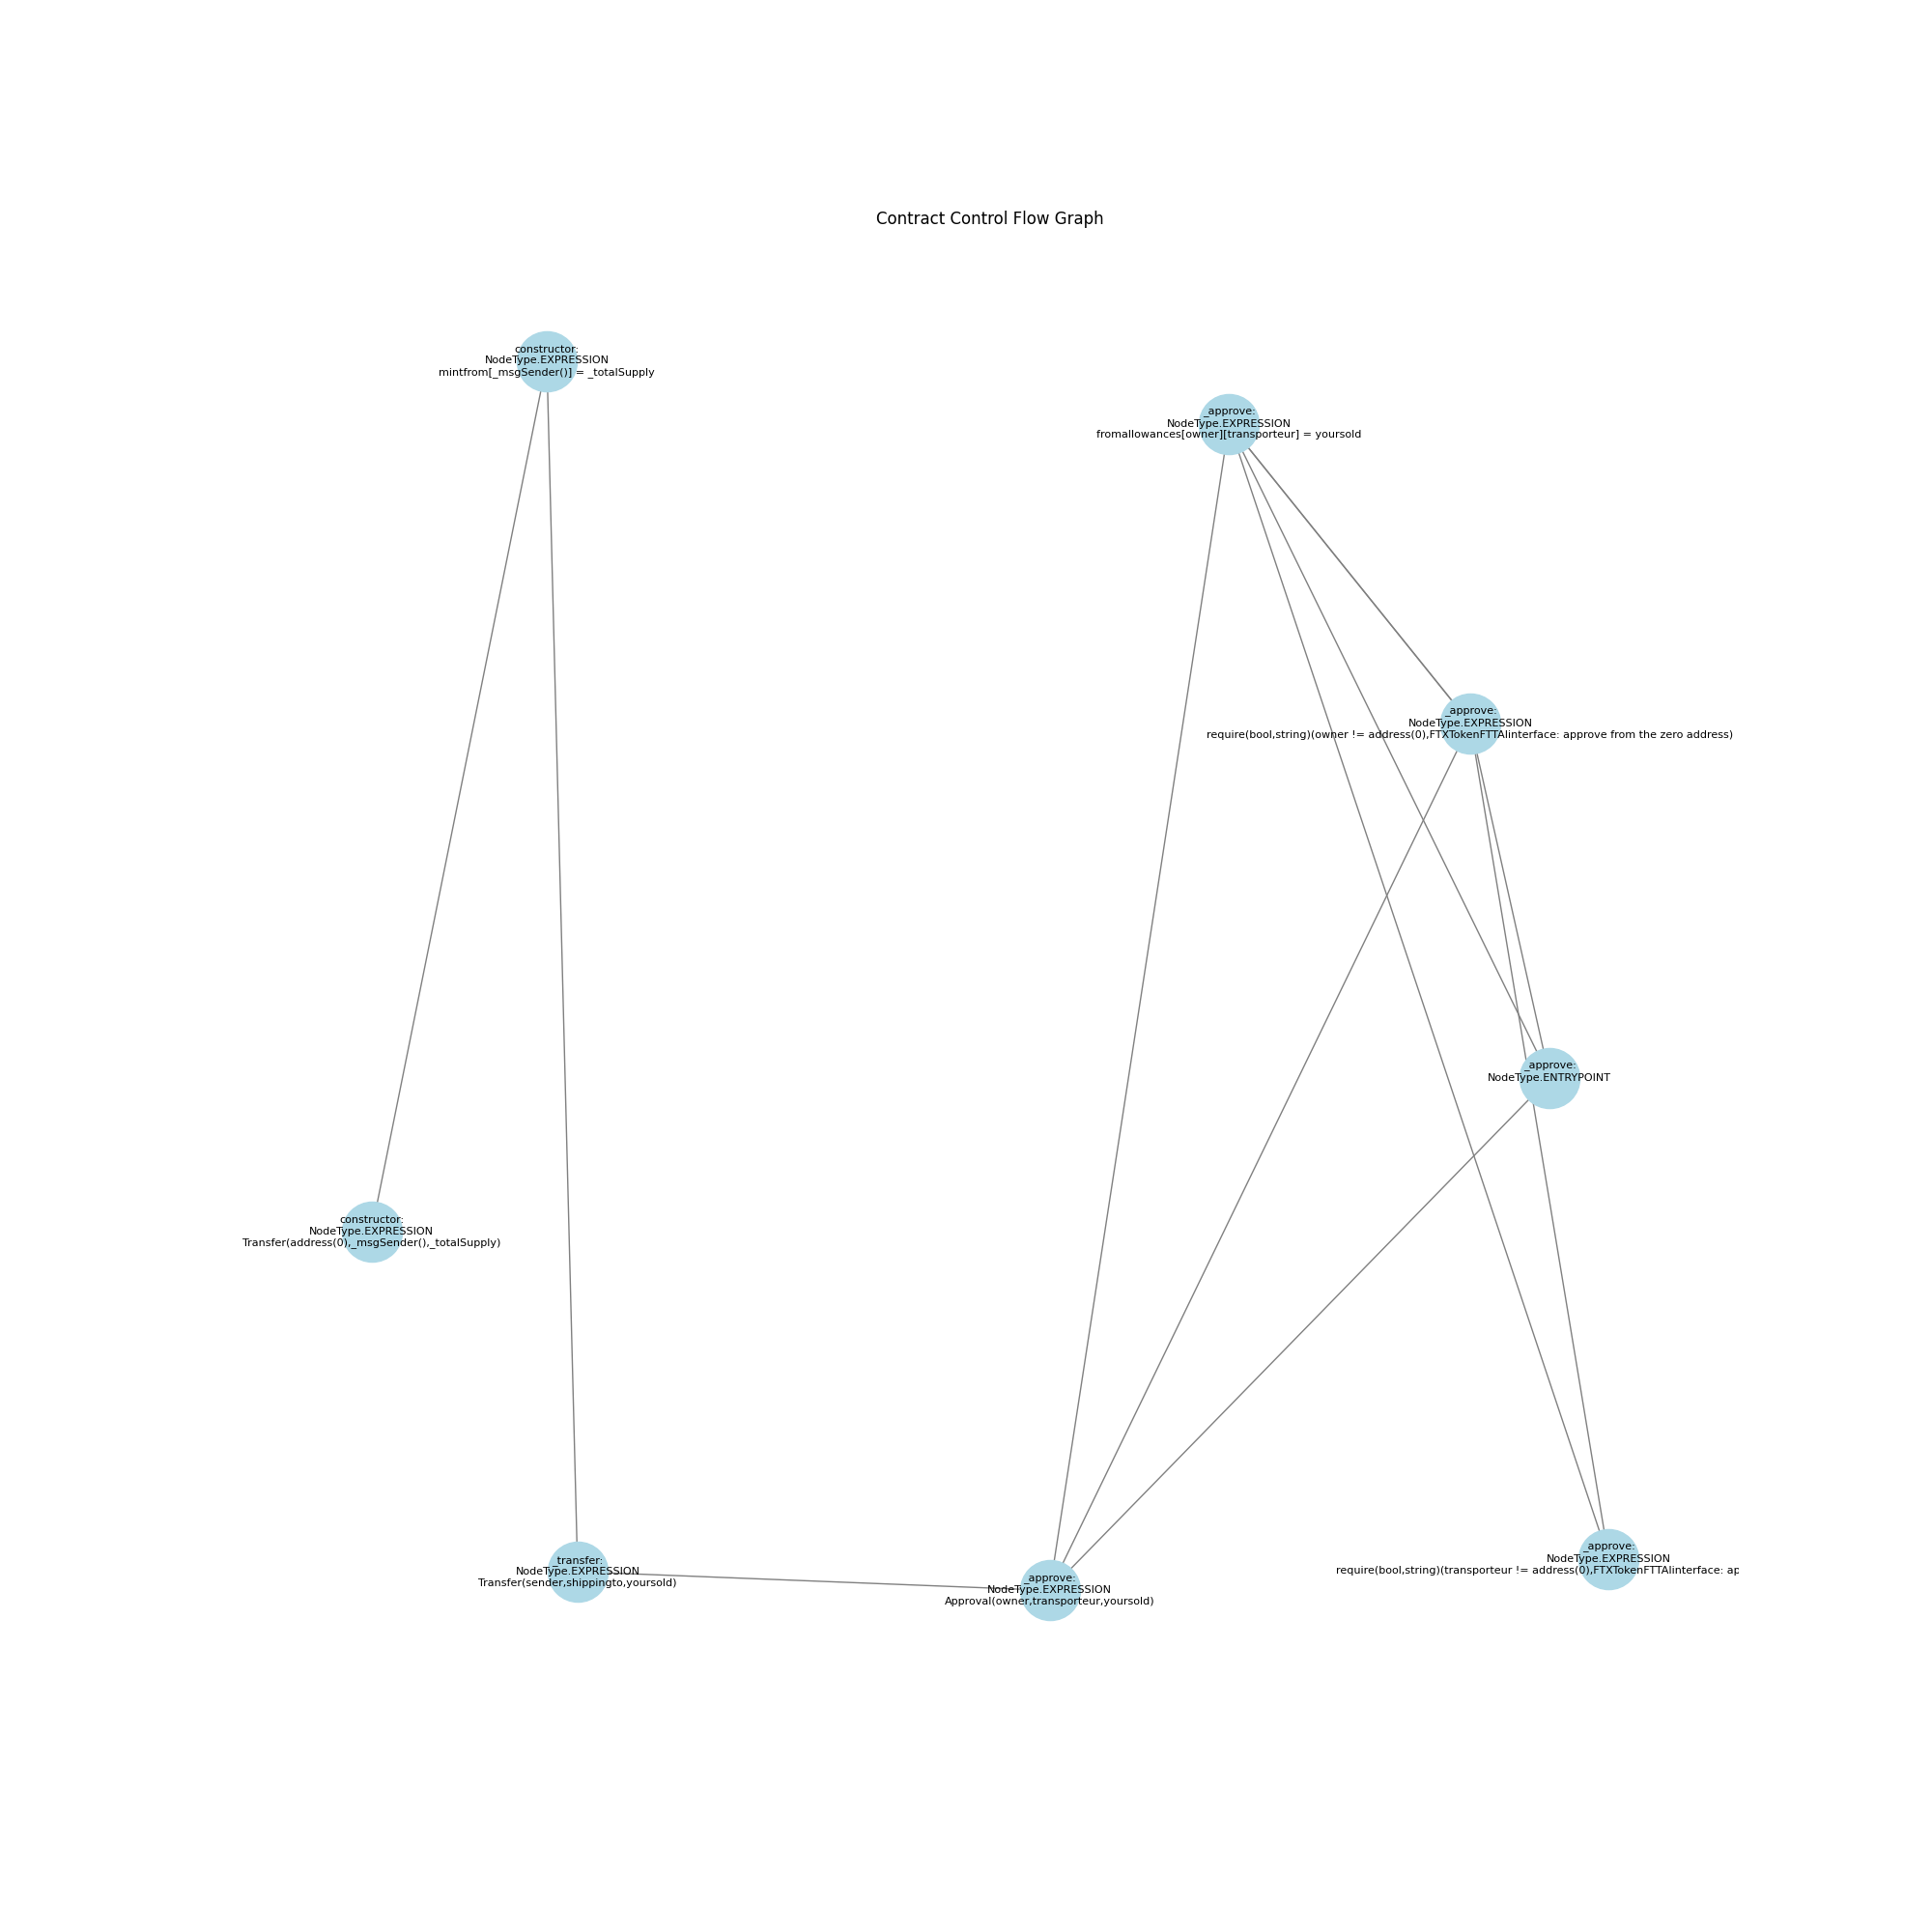 Contract Control Flow Graph
constructor:
NodeType.EXPRESSION
mintfrom[_msgSender()] = _totalSupply
_approve:
NodeType.EXPRESSION
fromallowances[owner][transporteur] = yoursold
_approve:
NodeType.EXPRESSION
require(bool,string)(owner != address(0),FTXTokenFTTAIinterface: approve from the zero address)
_approve:
NodeType.ENTRYPOINT
constructor:
NodeType.EXPRESSION
Transfer(address(0),_msgSender(),_totalSupply)
_transfer:
NodeType.EXPRESSION
Transfer(sender,shippingto,yoursold)
_approve:
NodeType.EXPRESSION
Approval(owner,transporteur,yoursold)
_approve:
NodeType.EXPRESSION
require(bool,string)(transporteur != address(0),FTXTokenFTTAIinterface: ap